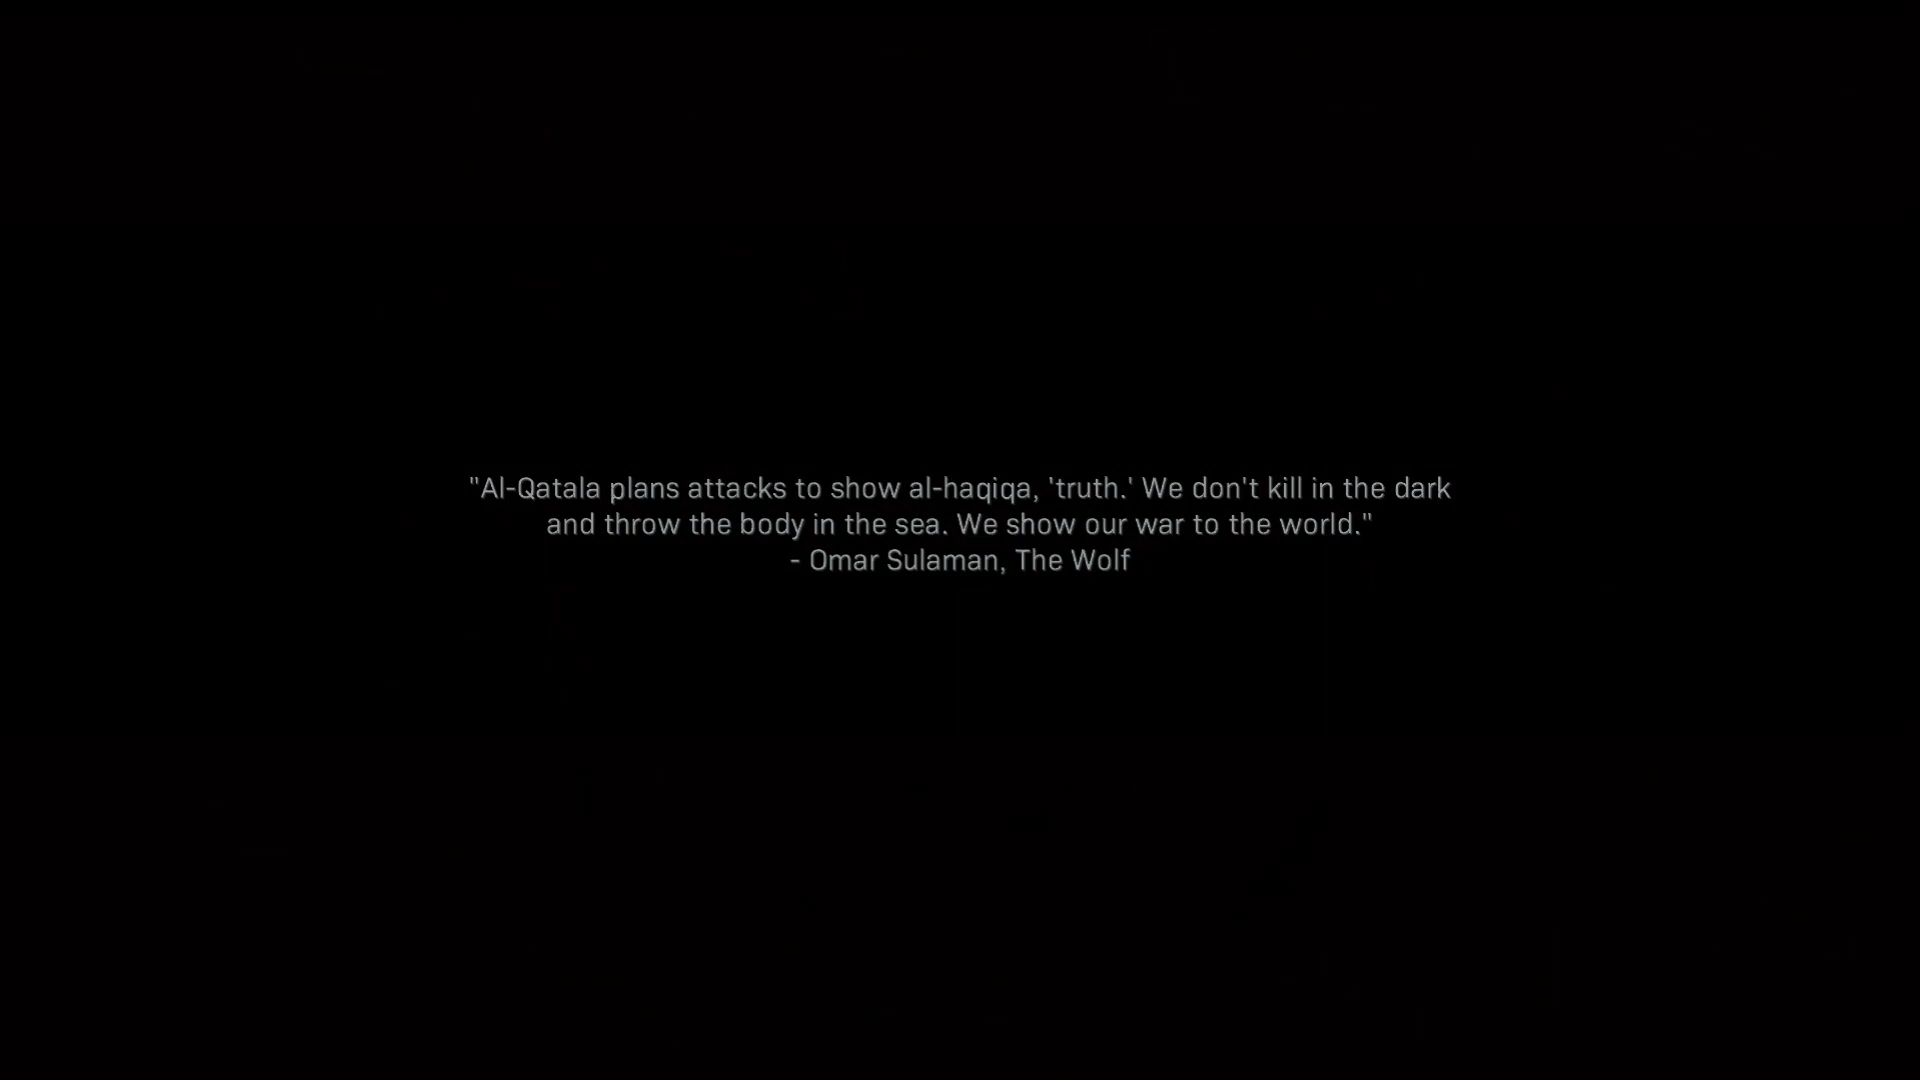 "Al-Qatala plans attacks to show al-haqiqa, 'truth.' We don't kill in the dark
and throw the body in the sea. We show our war to the world."
- Omar Sulaman, The Wolf